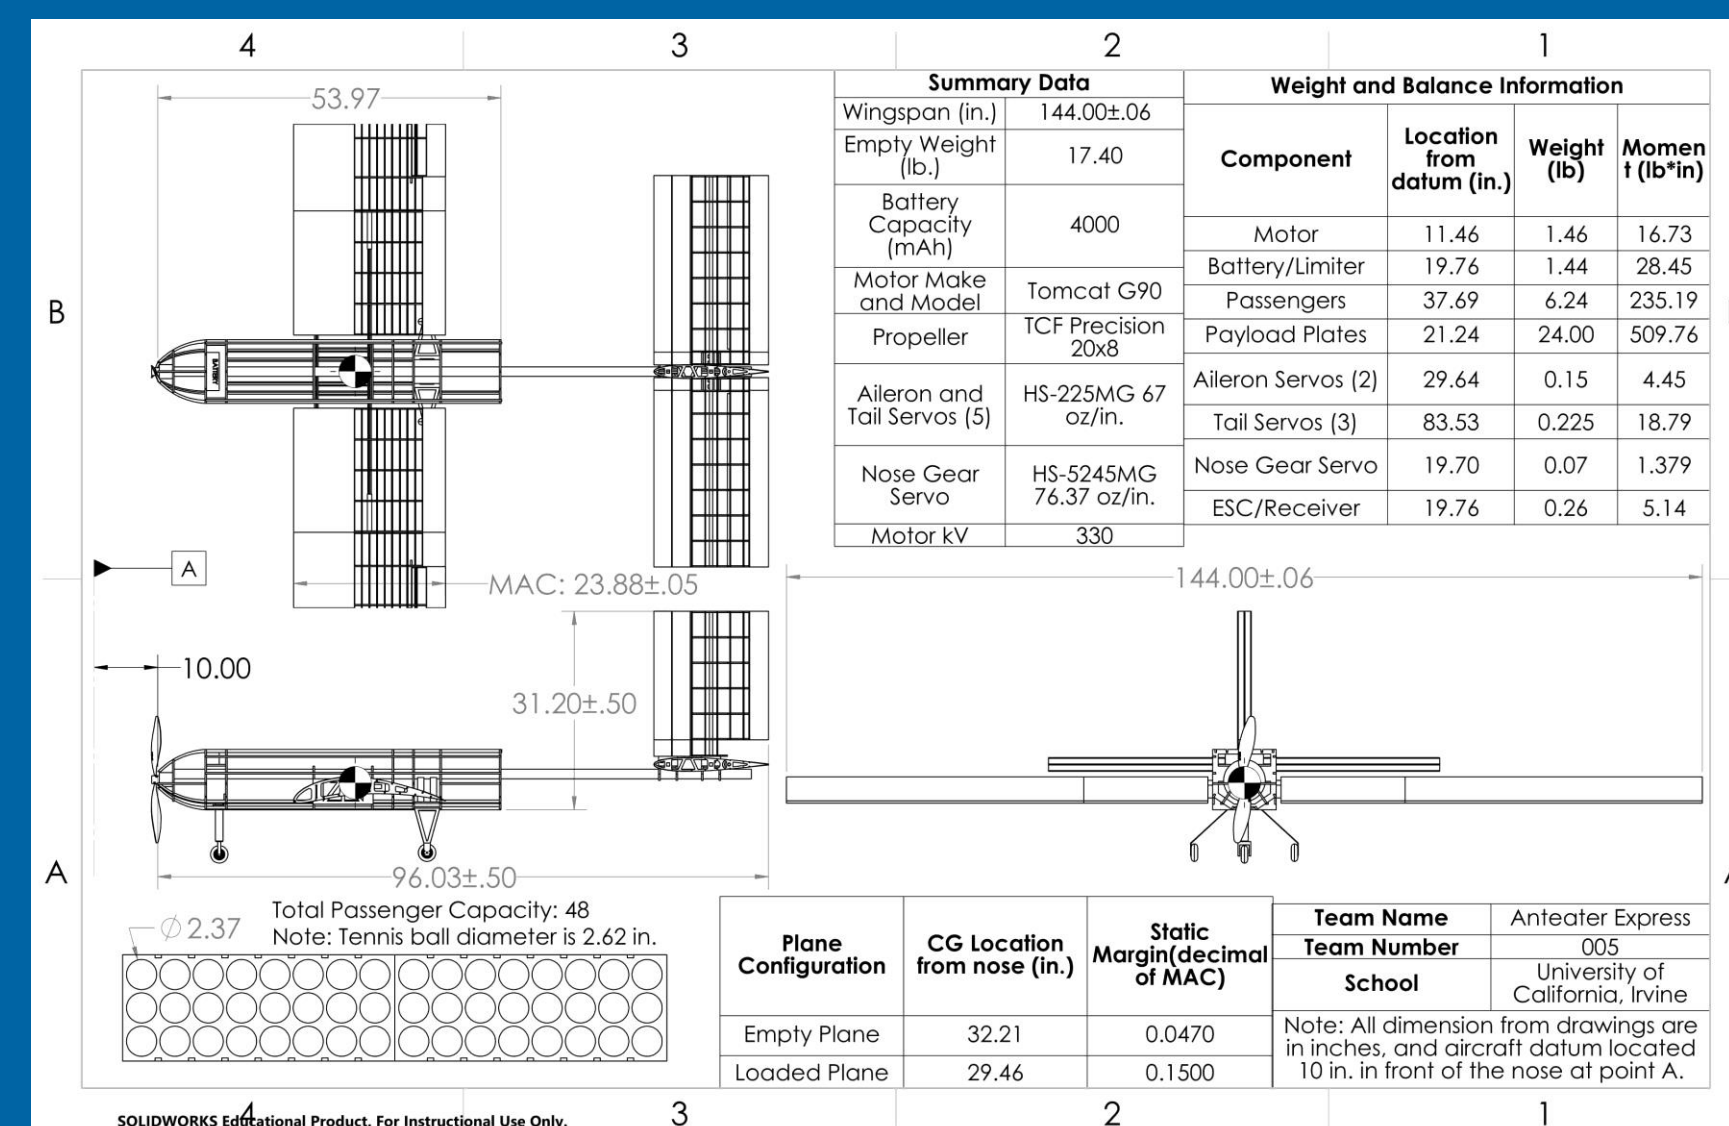 4 3 2 1
53.97
Summary Data
Wingspan (in.) 144.00±.06
Empty Weight (lb.) 17.40
Battery Capacity (mAh) 4000
Motor Make and Model Tomcat G90
Propeller TCF Precision 20x8
Aileron and Tail Servos (5) HS-225MG 67 oz/in.
Nose Gear Servo HS-5245MG 76.37 oz/in.
Motor kV 330
Weight and Balance Information
Component Location from datum (in.) Weight (lb) Momen t (lb*in)
Motor 11.46 1.46 16.73
Battery/Limiter 19.76 1.44 28.45
Passengers 37.69 6.24 235.19
Payload Plates 21.24 24.00 509.76
Aileron Servos (2) 29.64 0.15 4.45
Tail Servos (3) 83.53 0.225 18.79
Nose Gear Servo 19.70 0.07 1.379
ESC/Receiver 19.76 0.26 5.14
B
BATTERY
A
MAC: 23.88±.05
144.00±.06
10.00
31.20±.50
A
96.03±.50
Total Passenger Capacity: 48
Note: Tennis ball diameter is 2.62 in.
∅ 2.37
Plane Configuration CG Location from nose (in.) Static Margin(decimal of MAC)
Empty Plane 32.21 0.0470
Loaded Plane 29.46 0.1500
Team Name Anteater Express
Team Number 005
School University of California, Irvine
Note: All dimension from drawings are
in inches, and aircraft datum located
10 in. in front of the nose at point A.
4 3 2 1
SOLIDWORKS Educational Product. For Instructional Use Only.